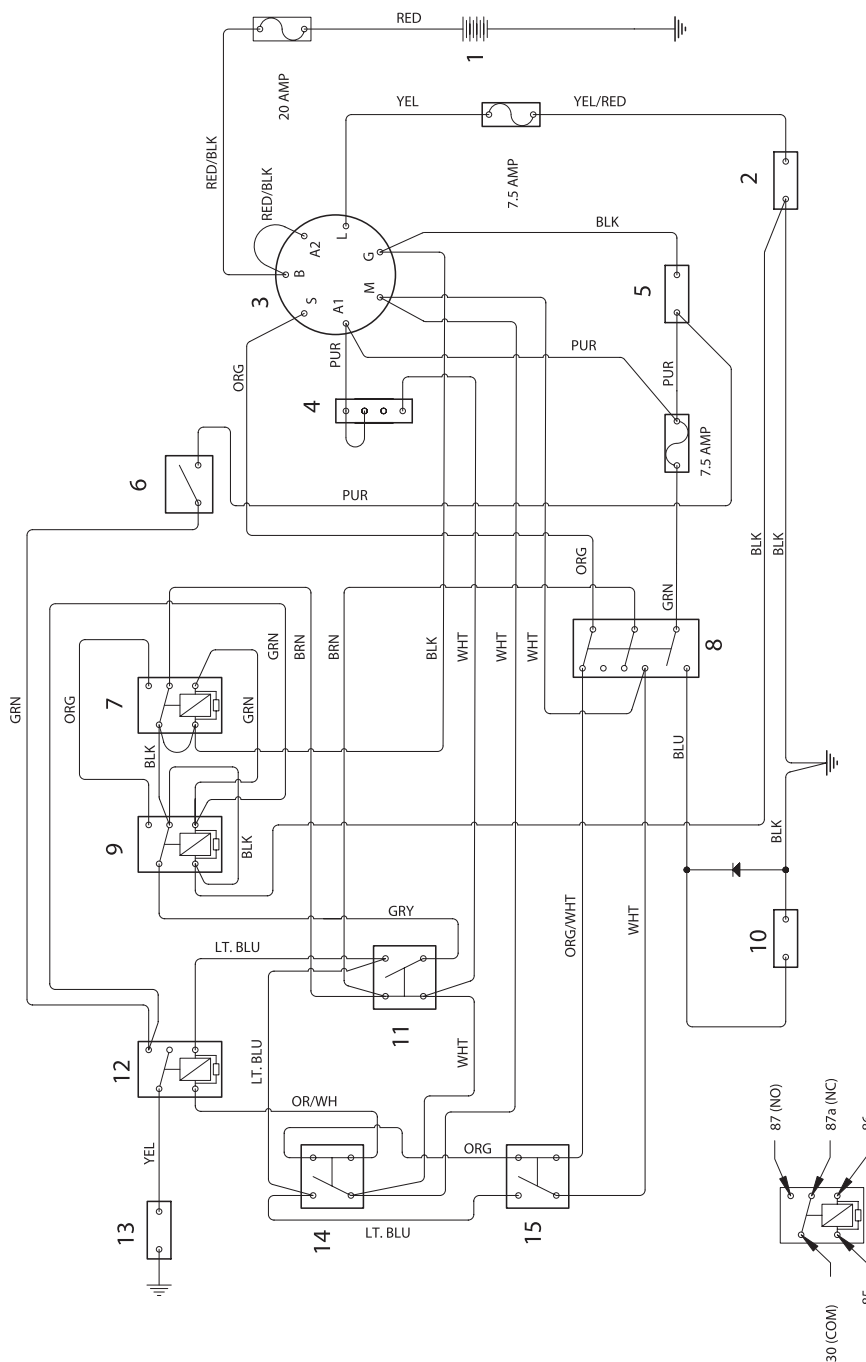 RED
1
20 AMP
YEL
YEL/RED
7.5 AMP
2
RED/BLK
RED/BLK
B
A2
L
G
M
A1
S
3
BLK
5
ORG
PUR
4
PUR
PUR
7.5 AMP
6
PUR
GRN
ORG
7
BLK
GRN
GRN
BRN
BRN
BLK
WHT
WHT
WHT
ORG
GRN
8
BLK
BLK
BLU
9
BLK
GRY
ORG/WHT
WHT
BLK
10
LT. BLU
11
LT. BLU
WHT
12
OR/WH
YEL
13
14
ORG
LT. BLU
15
87 (NO)
87a (NC)
86
85
30 (COM)